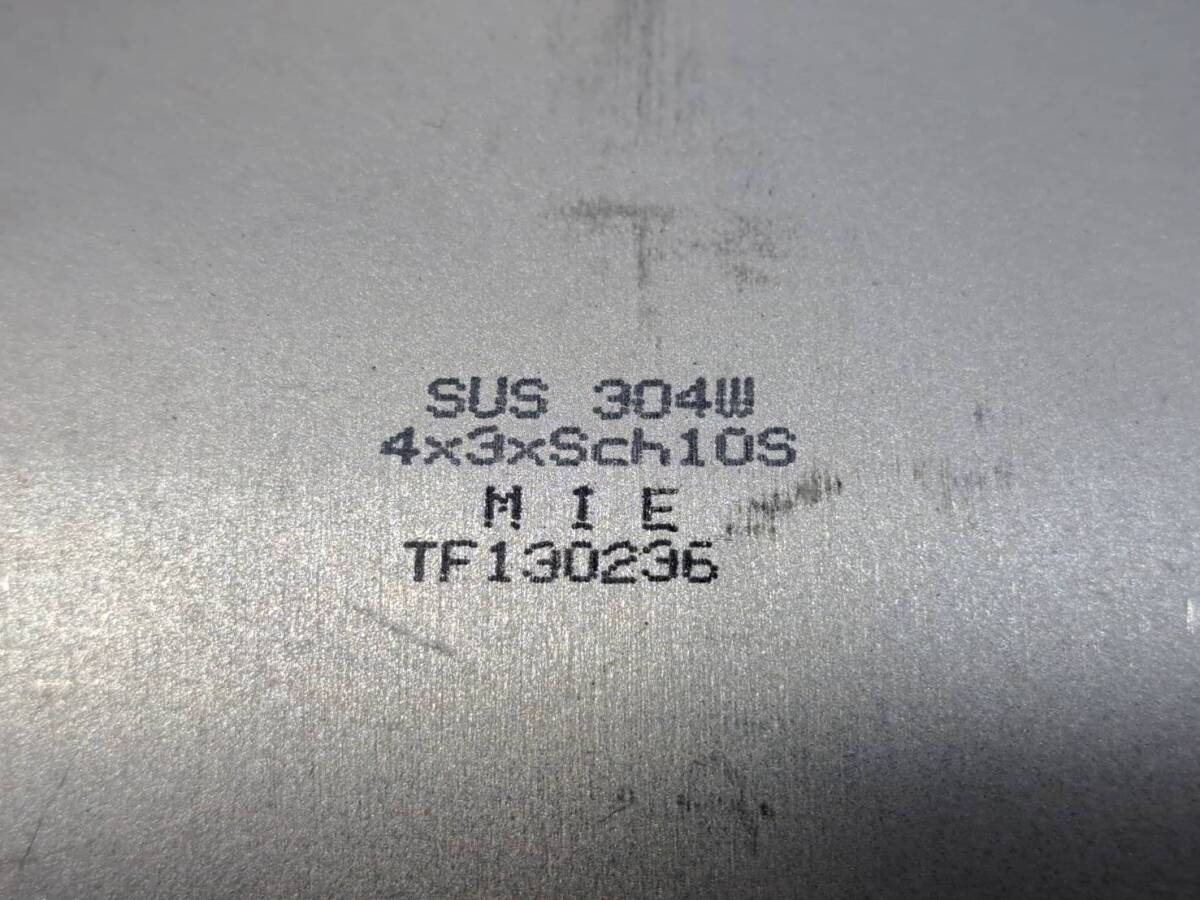 SUS 304W
4x3xSch10S
M I E
TF130236